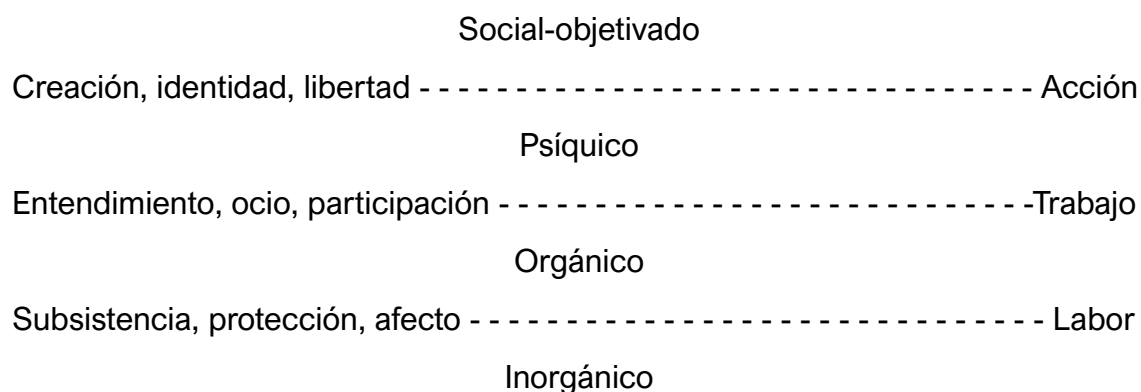 Social-objetivado
Creación, identidad, libertad - - - - - - - - - - - - - - - - - - - - - - - - - - - - - - - - Acción
Psíquico
Entendimiento, ocio, participación - - - - - - - - - - - - - - - - - - - - - - - - - - - -Trabajo
Orgánico
Subsistencia, protección, afecto - - - - - - - - - - - - - - - - - - - - - - - - - - - - - - Labor
Inorgánico